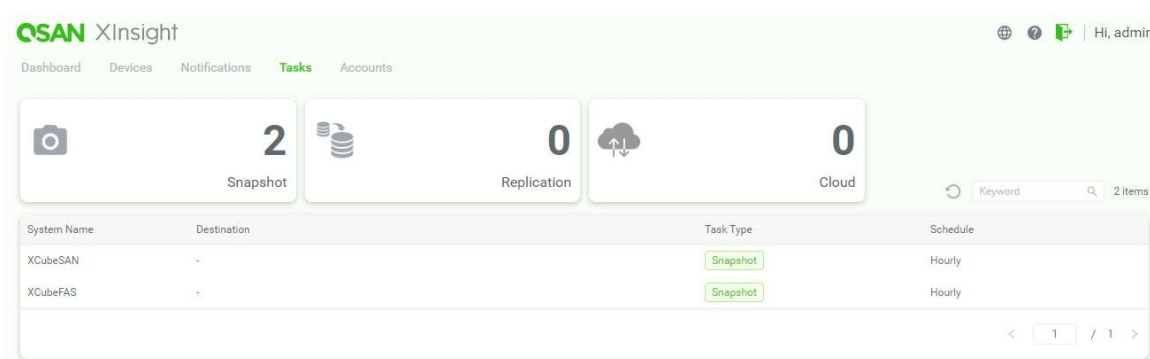 QSAN XInsight
Hi, admin
Dashboard Devices Notifications Tasks Accounts
2 0 0
Snapshot Replication Cloud
Keyword 2 items
System Name Destination Task Type Schedule
XCubeSAN - Snapshot Hourly
XCubeFAS - Snapshot Hourly
< 1 / 1 >